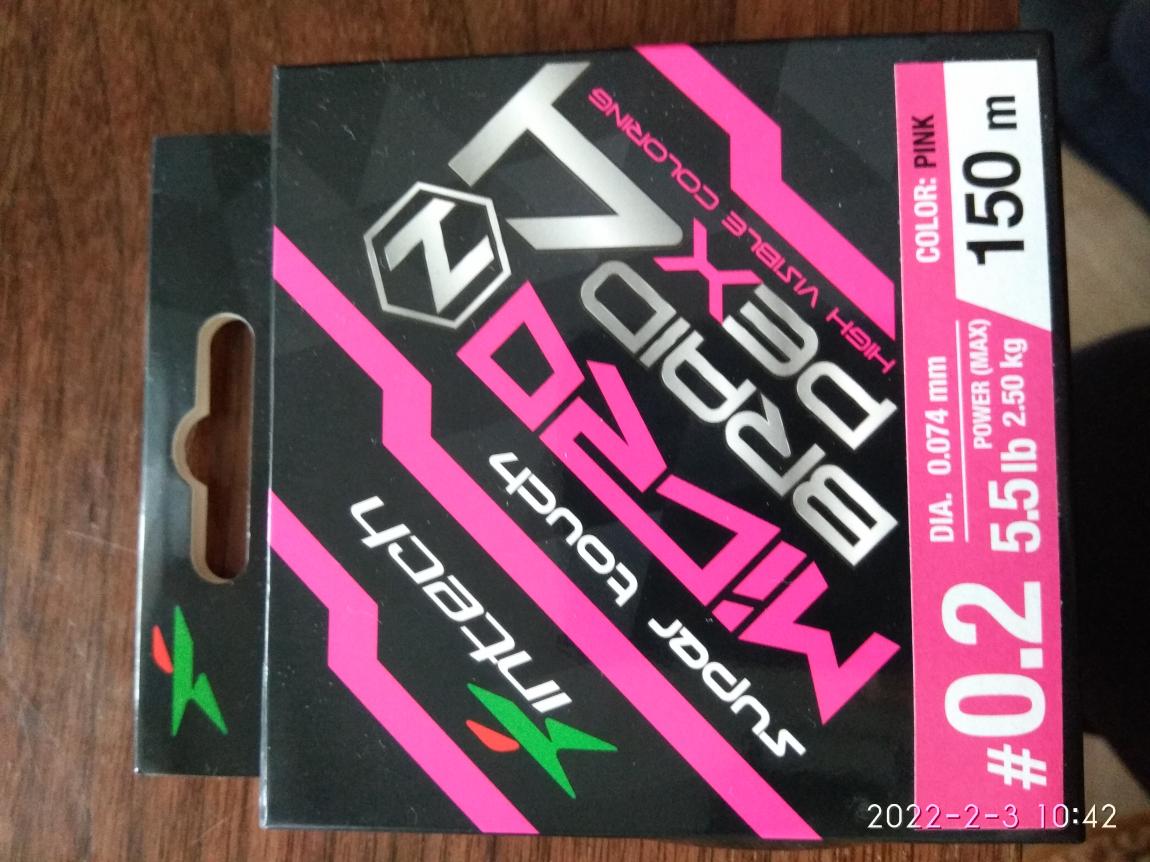 intech
super touch
MiCRO
BRAID Z
PEX
HIGH VISIBLE COLORING
Z
#0.2
DIA. 0.074 mm
POWER (MAX)
5.5lb 2.50 kg
COLOR: PINK
150 m
2022-2-3 10:42